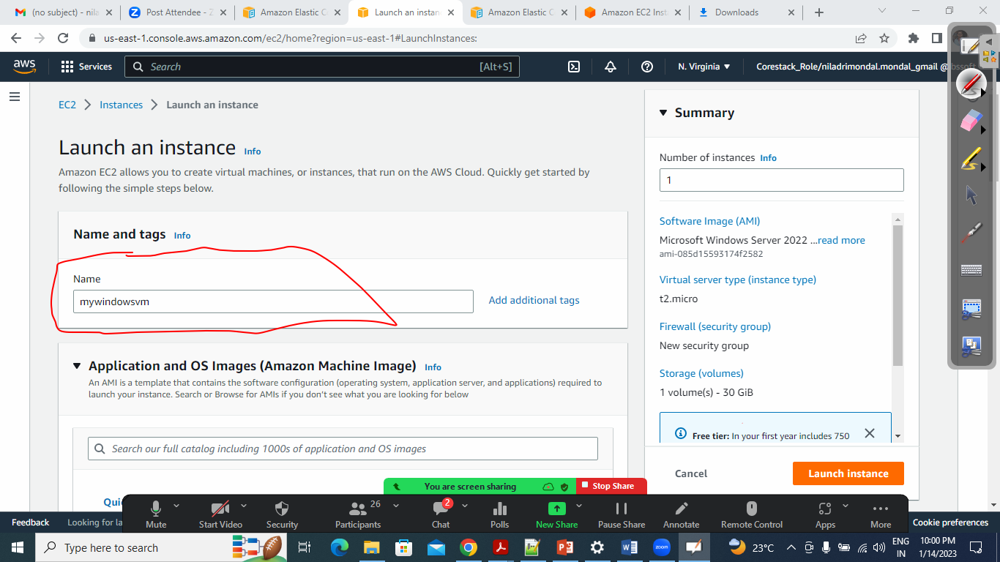 (no subject) - nila
Post Attendee - Z
Amazon Elastic C
Launch an instan
Amazon Elastic C
Amazon EC2 Inst
Downloads
us-east-1.console.aws.amazon.com/ec2/home?region=us-east-1#LaunchInstances:
aws
Services
Search
[Alt+S]
N. Virginia
Corestack_Role/niladrimondal.mondal_gmail @
EC2 > Instances > Launch an instance
Launch an instance Info
Amazon EC2 allows you to create virtual machines, or instances, that run on the AWS Cloud. Quickly get started by
following the simple steps below.
Name and tags Info
Name
mywindowsvm
Add additional tags
Application and OS Images (Amazon Machine Image) Info
An AMI is a template that contains the software configuration (operating system, application server, and applications) required to
launch your instance. Search or Browse for AMIs if you don't see what you are looking for below
Search our full catalog including 1000s of application and OS images
Quic
Summary
Number of instances Info
1
Software Image (AMI)
Microsoft Windows Server 2022 ...read more
ami-085d15593174f2582
Virtual server type (instance type)
t2.micro
Firewall (security group)
New security group
Storage (volumes)
1 volume(s) - 30 GiB
Free tier: In your first year includes 750
Cancel
Launch instance
You are screen sharing
Stop Share
Feedback
Looking for la
Mute
Start Video
Security
26
Participants
2
Chat
Polls
New Share
Pause Share
Annotate
Remote Control
Apps
More
Cookie preferences
Type here to search
zoom
23°C
ENG
IN
10:00 PM
1/14/2023